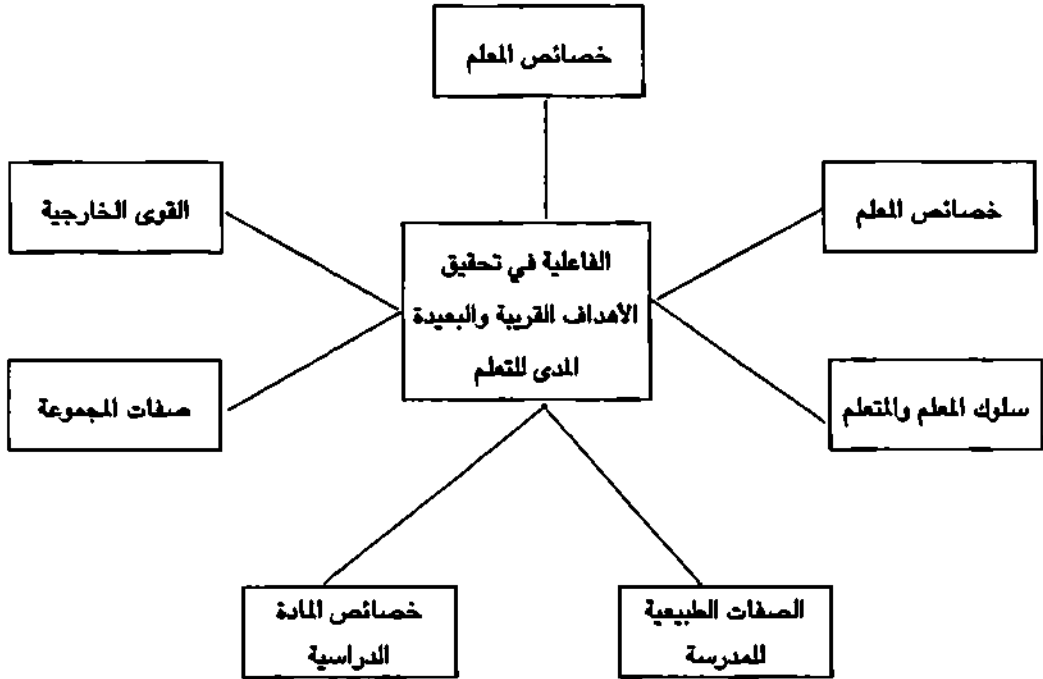 خصائص المعلم
خصائص المعلم
القوى الخارجية
الفاعلية في تحقيق
الأهداف القريبة والبعيدة
المدى للتعلم
سلوك المعلم والمتعلم
صفات المجموعة
الصفات الطبيعية
للمدرسة
خصائص المادة
الدراسية